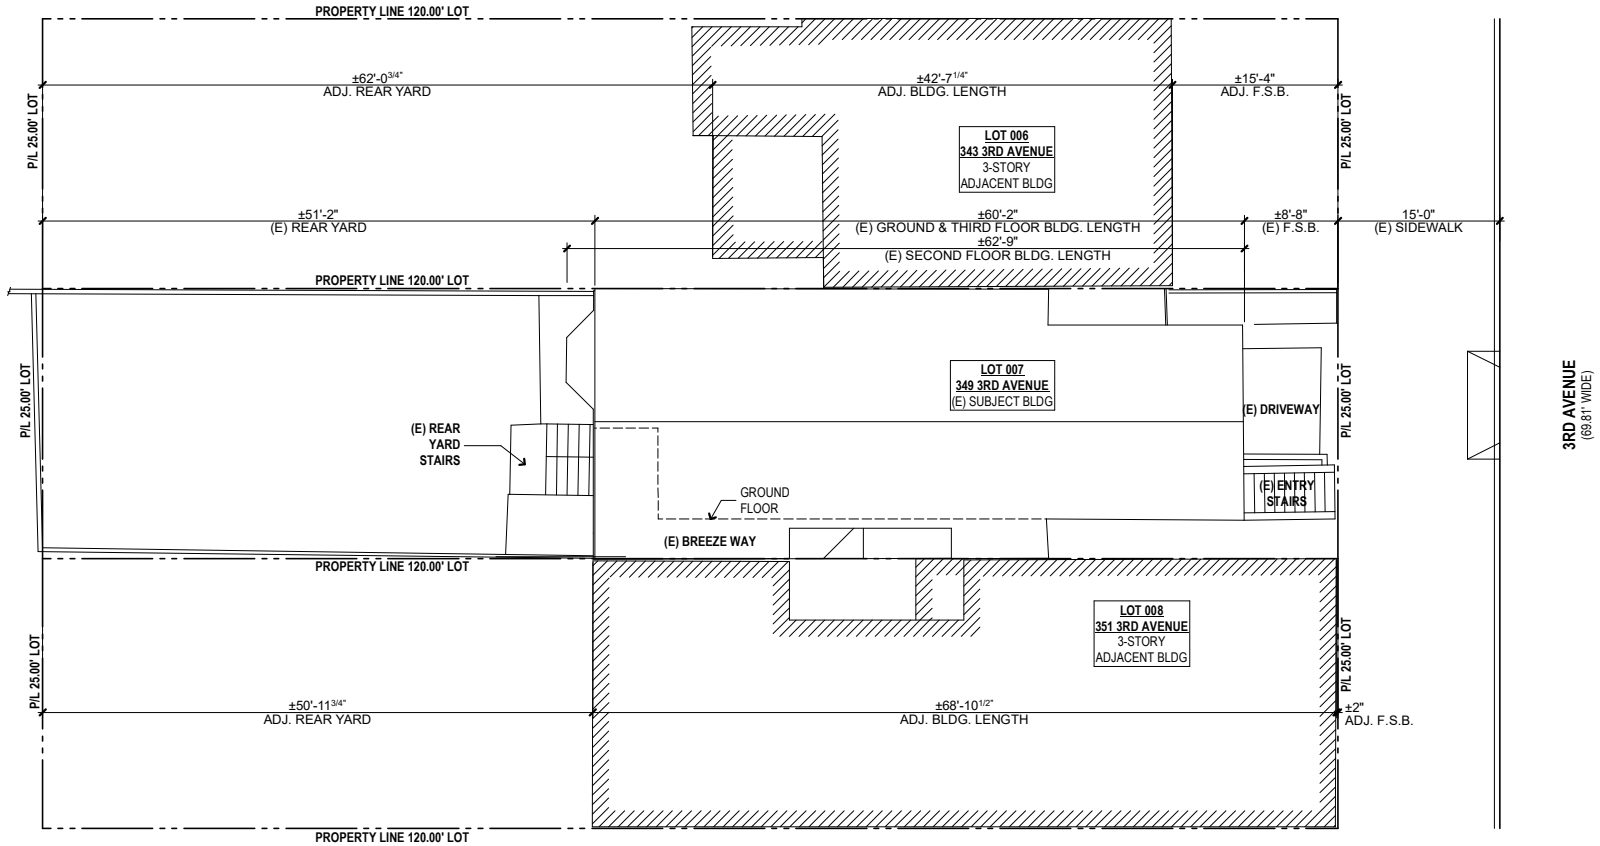 PROPERTY LINE 120.00' LOT
±62'-0 3/4"
ADJ. REAR YARD
±42'-7 1/4"
ADJ. BLDG. LENGTH
±15'-4"
ADJ. F.S.B.
P/L 25.00' LOT
P/L 25.00' LOT
LOT 006
343 3RD AVENUE
3-STORY
ADJACENT BLDG
±51'-2"
(E) REAR YARD
±60'-2"
(E) GROUND & THIRD FLOOR BLDG. LENGTH
±8'-8"
(E) F.S.B.
15'-0"
(E) SIDEWALK
±62'-9"
(E) SECOND FLOOR BLDG. LENGTH
PROPERTY LINE 120.00' LOT
P/L 25.00' LOT
LOT 007
349 3RD AVENUE
(E) SUBJECT BLDG
(E) DRIVEWAY
P/L 25.00' LOT
3RD AVENUE
(69.81' WIDE)
(E) REAR
YARD
STAIRS
GROUND
FLOOR
(E) ENTRY
STAIRS
(E) BREEZE WAY
PROPERTY LINE 120.00' LOT
P/L 25.00' LOT
LOT 008
351 3RD AVENUE
3-STORY
ADJACENT BLDG
P/L 25.00' LOT
±50'-11 3/4"
ADJ. REAR YARD
±68'-10 1/2"
ADJ. BLDG. LENGTH
±2"
ADJ. F.S.B.
PROPERTY LINE 120.00' LOT